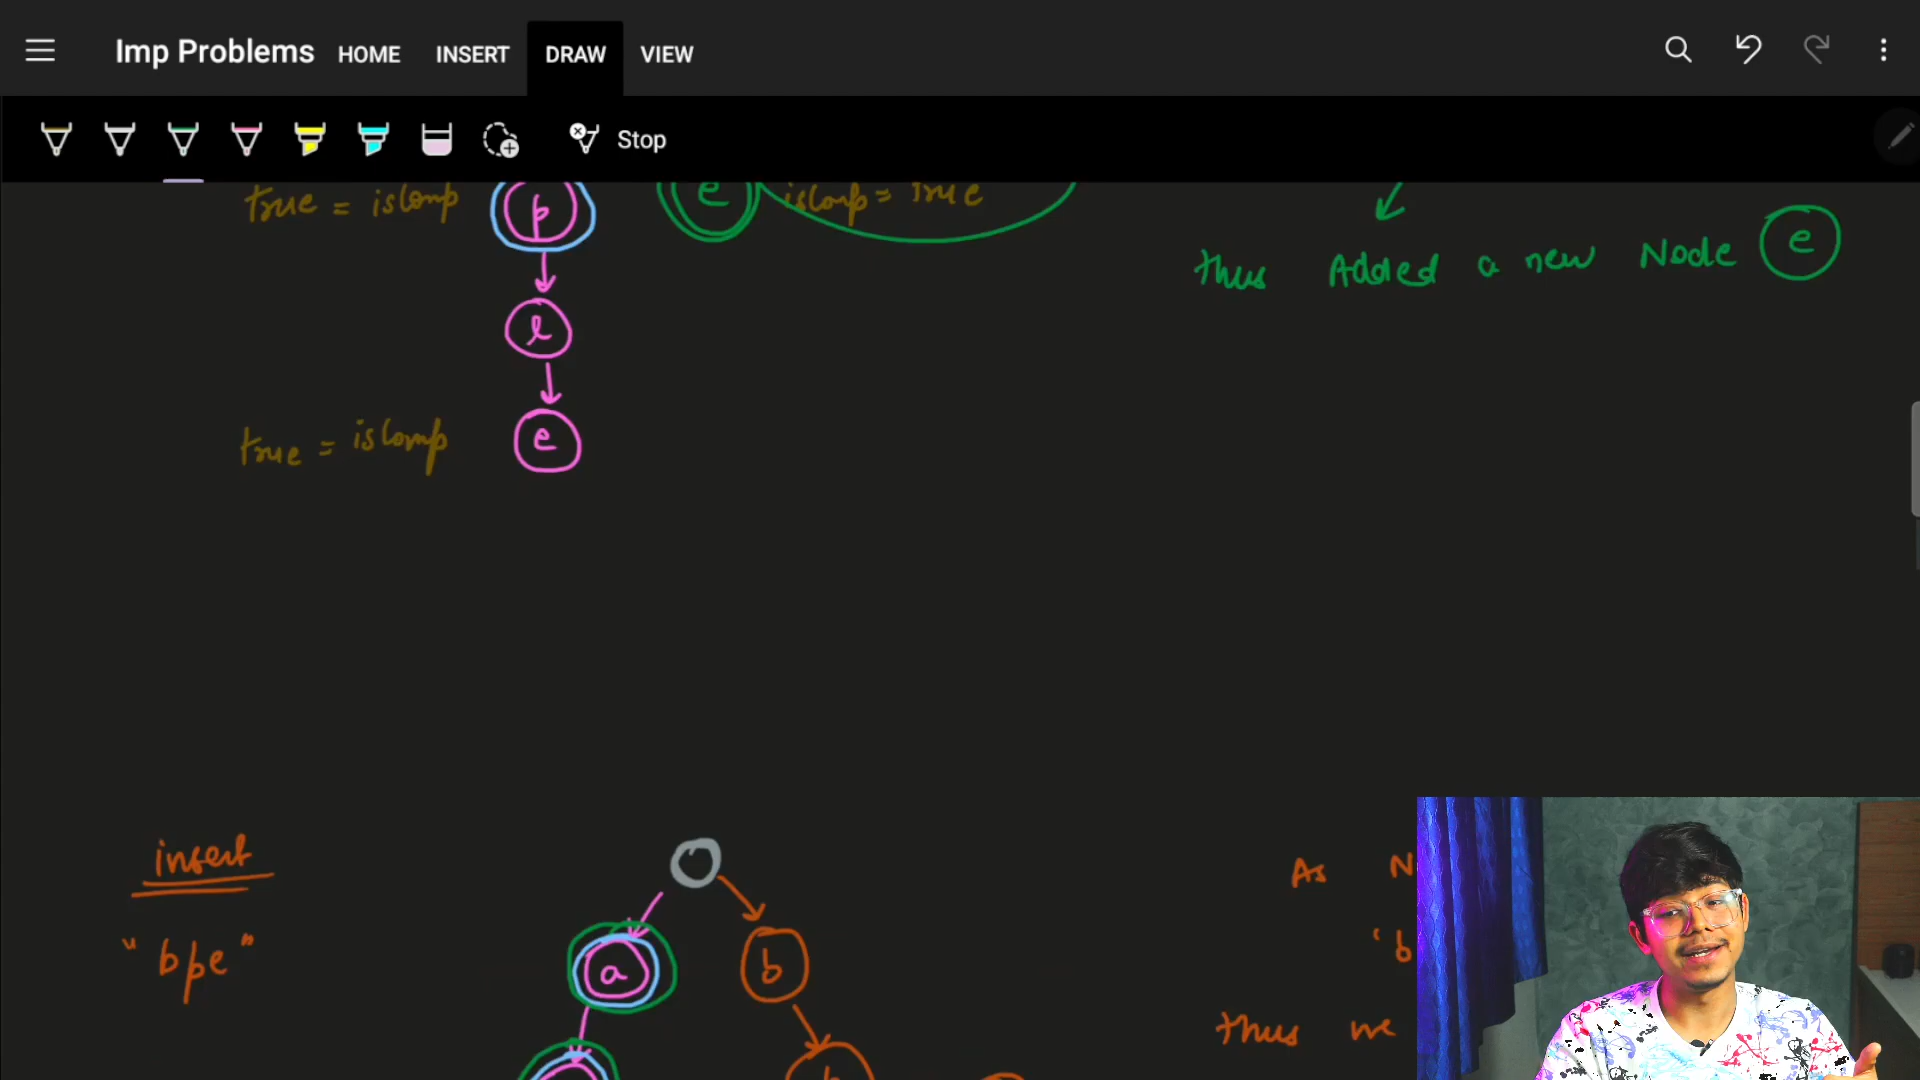 Imp Problems HOME INSERT DRAW VIEW
Stop
true = isComp p e isComp = true
thus Added a new Node e
l
true = isComp e
insert
As N
"bpe" a b 'b
thus we